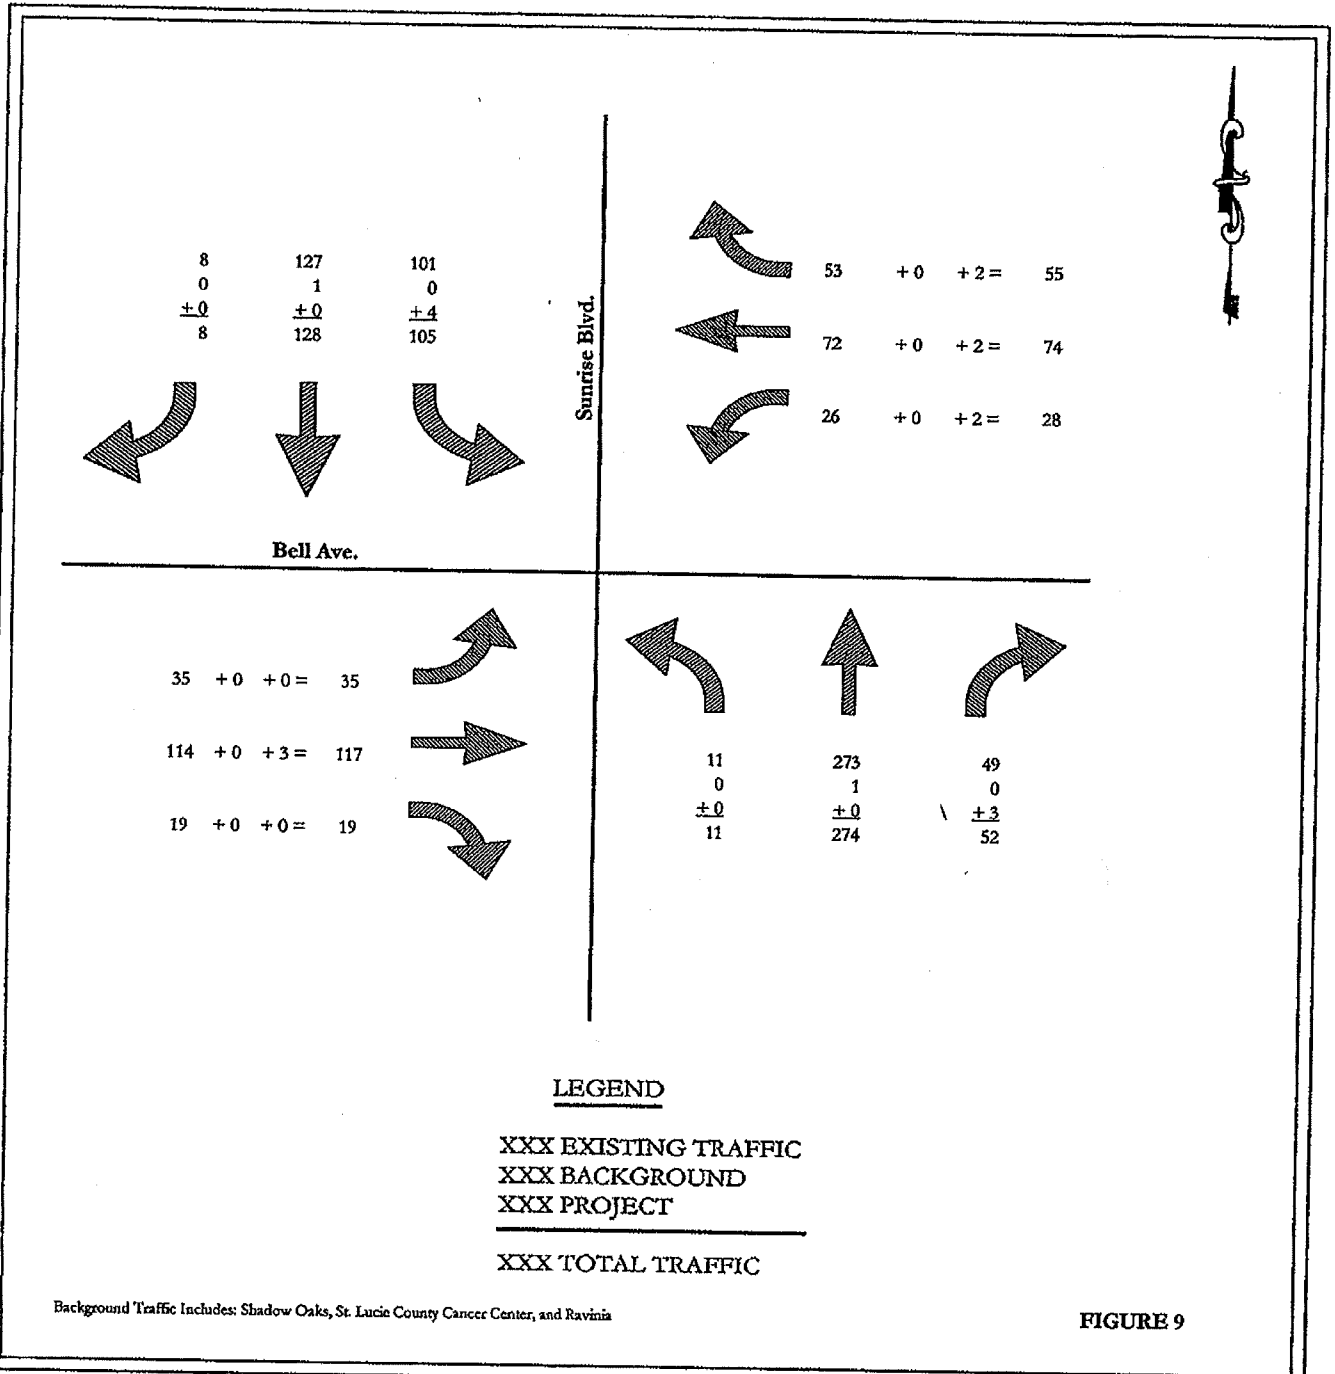 8 127 101
0 1 0
+0 +0 +4
8 128 105
Sunrise Blvd.
53 +0 +2= 55
72 +0 +2= 74
26 +0 +2= 28
Bell Ave.
35 +0 +0= 35
114 +0 +3= 117
19 +0 +0= 19
11 273 49
0 1 0
+0 +0 +3
11 274 52
LEGEND
XXX EXISTING TRAFFIC
XXX BACKGROUND
XXX PROJECT
XXX TOTAL TRAFFIC
Background Traffic Includes: Shadow Oaks, St. Lucie County Cancer Center, and Ravinia
FIGURE 9